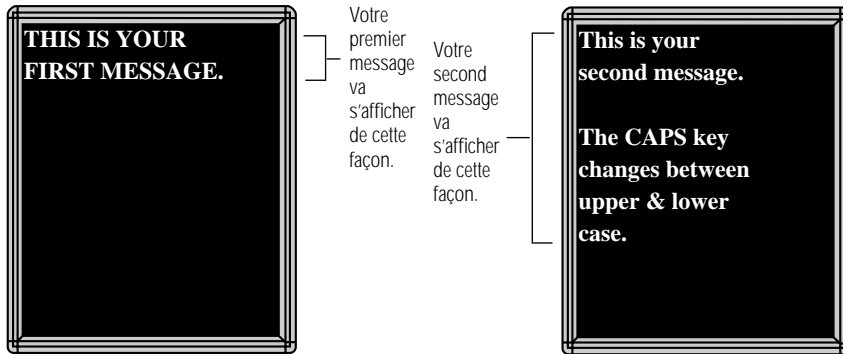 THIS IS YOUR
FIRST MESSAGE.
Votre
premier
message
va
s'afficher
de cette
façon.
Votre
second
message
va
s'afficher
de cette
façon.
This is your
second message.
The CAPS key
changes between
upper & lower
case.